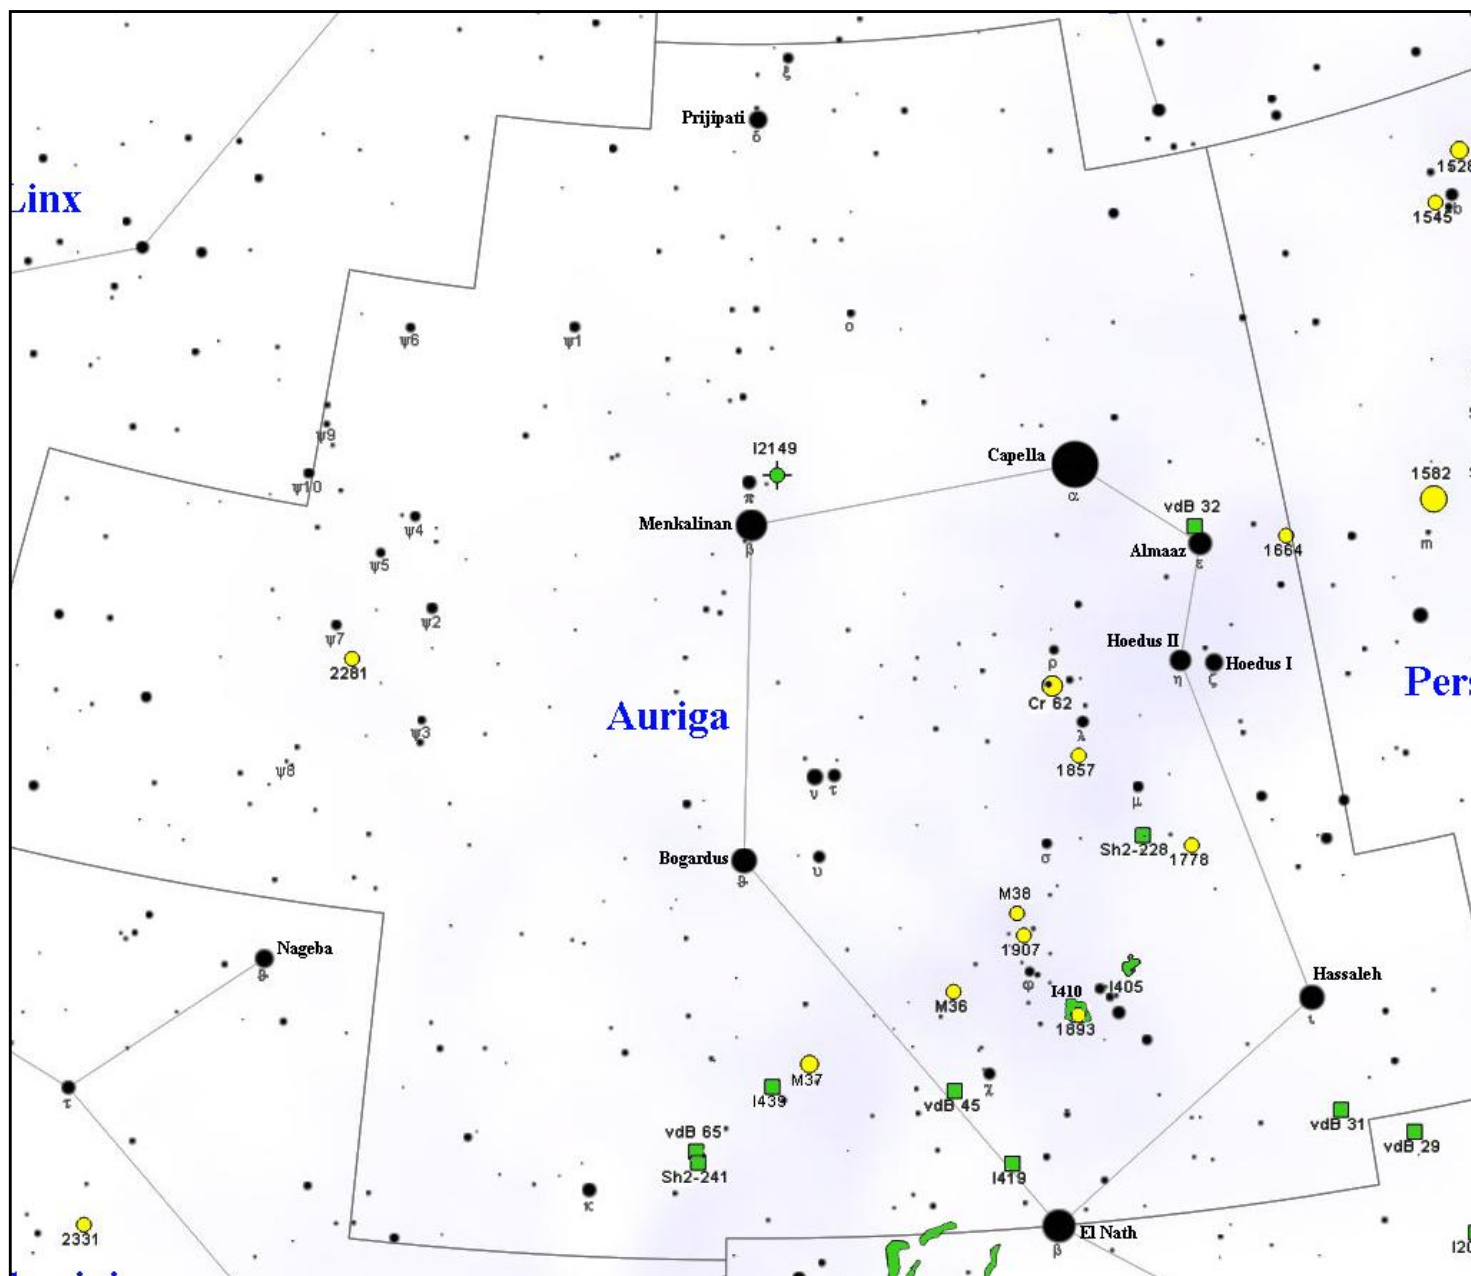 ξ
Prijipati
δ
1528
Linx
1545
b
ψ6
ψ1
ο
ψ9
I2149
Capella
1582
ψ10
π
α
vdB 32
ψ4
Menkalinan
β
Almaaz
ε
1664
m
ψ5
ψ2
ψ7
Hoedus II
Hoedus I
2281
ρ
η
ζ
Pers
Cr 62
Auriga
ψ3
λ
ψ8
1857
ν
τ
μ
Bogardus
υ
σ
Sh2-228
1778
ϑ
M38
1907
Nageba
ϑ
φ
I405
Hassaleh
M36
I410
1893
ι
M37
χ
τ
I439
vdB 45
vdB 31
vdB 65*
vdB 29
Sh2-241
I419
κ
2331
El Nath
β
I20